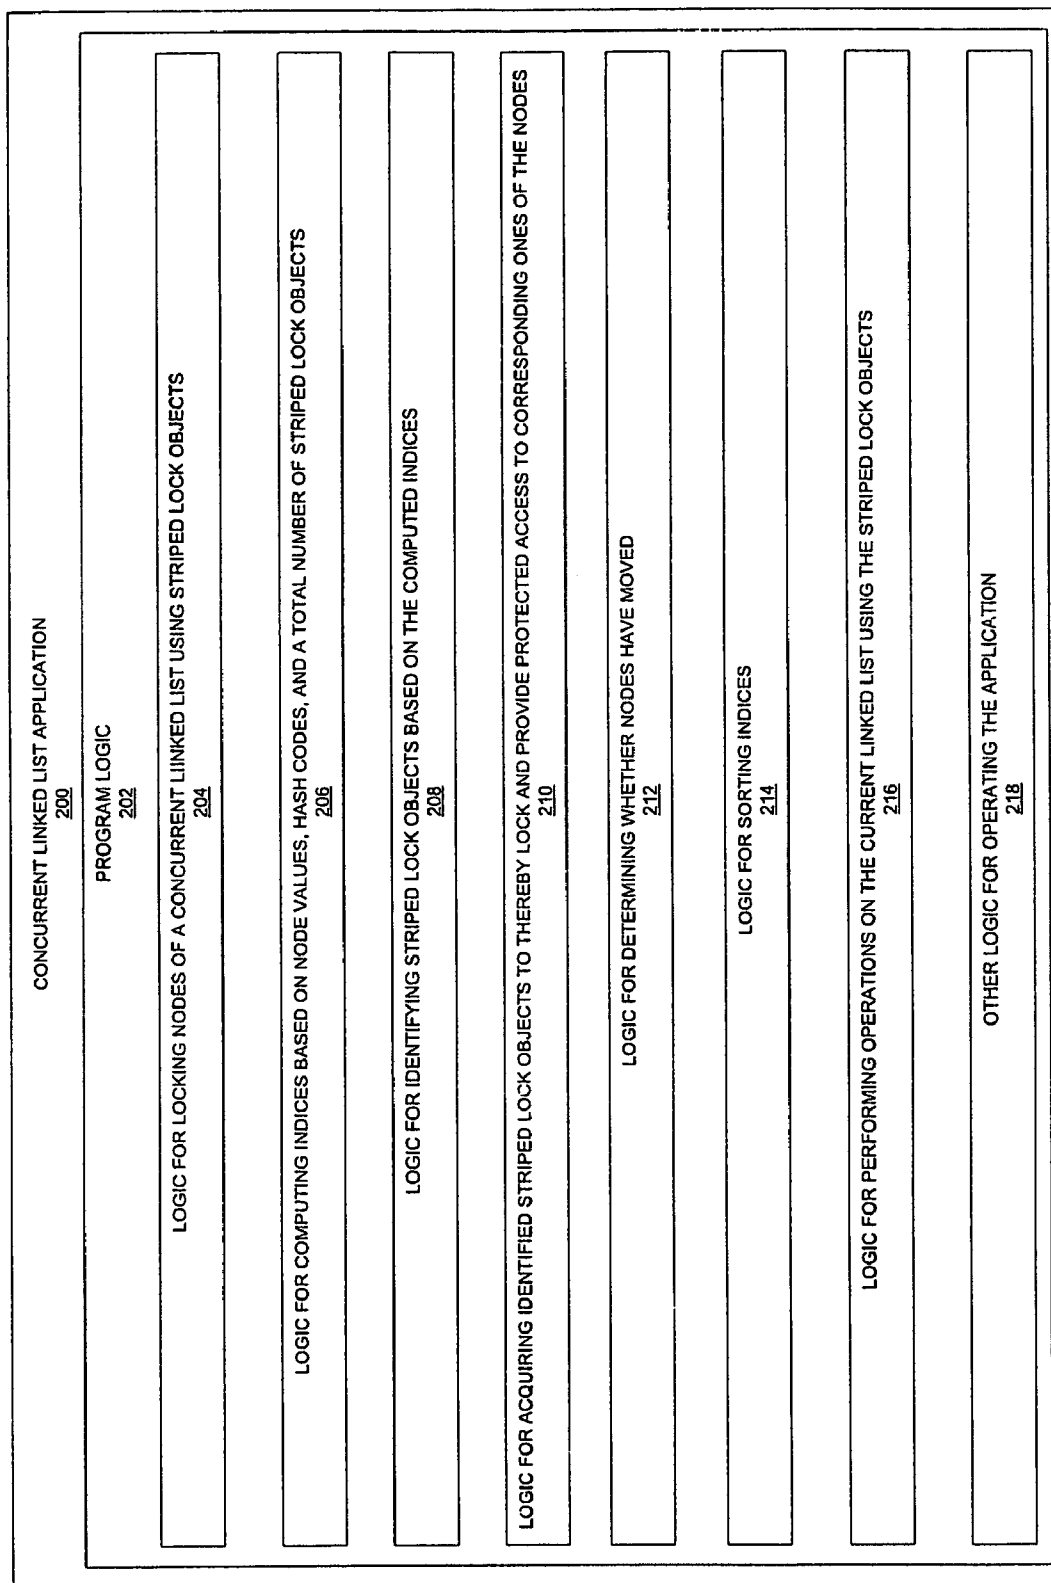 CONCURRENT LINKED LIST APPLICATION
200
PROGRAM LOGIC
202
LOGIC FOR LOCKING NODES OF A CONCURRENT LINKED LIST USING STRIPED LOCK OBJECTS
204
LOGIC FOR COMPUTING INDICES BASED ON NODE VALUES, HASH CODES, AND A TOTAL NUMBER OF STRIPED LOCK OBJECTS
206
LOGIC FOR IDENTIFYING STRIPED LOCK OBJECTS BASED ON THE COMPUTED INDICES
208
LOGIC FOR ACQUIRING IDENTIFIED STRIPED LOCK OBJECTS TO THEREBY LOCK AND PROVIDE PROTECTED ACCESS TO CORRESPONDING ONES OF THE NODES
210
LOGIC FOR DETERMINING WHETHER NODES HAVE MOVED
212
LOGIC FOR SORTING INDICES
214
LOGIC FOR PERFORMING OPERATIONS ON THE CURRENT LINKED LIST USING THE STRIPED LOCK OBJECTS
216
OTHER LOGIC FOR OPERATING THE APPLICATION
218